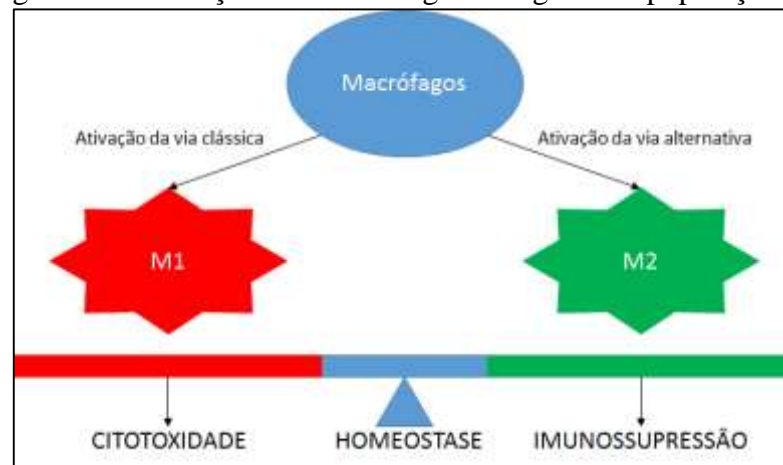 Macrófagos
Ativação da via clássica
Ativação da via alternativa
M1
M2
CITOTOXIDADE
HOMEOSTASE
IMUNOSSUPRESSÃO